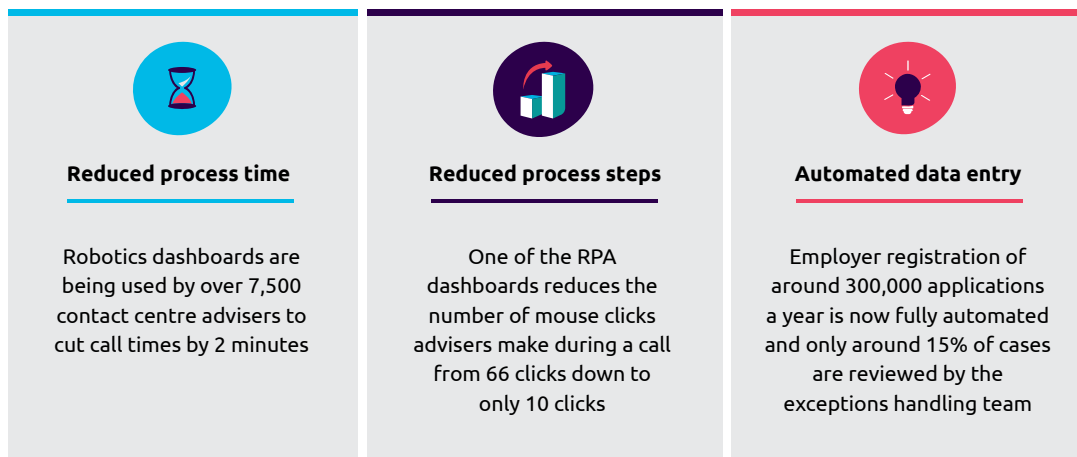 Reduced process time
Robotics dashboards are
being used by over 7,500
contact centre advisers to
cut call times by 2 minutes
Reduced process steps
One of the RPA
dashboards reduces the
number of mouse clicks
advisers make during a call
from 66 clicks down to
only 10 clicks
Automated data entry
Employer registration of
around 300,000 applications
a year is now fully automated
and only around 15% of cases
are reviewed by the
exceptions handling team